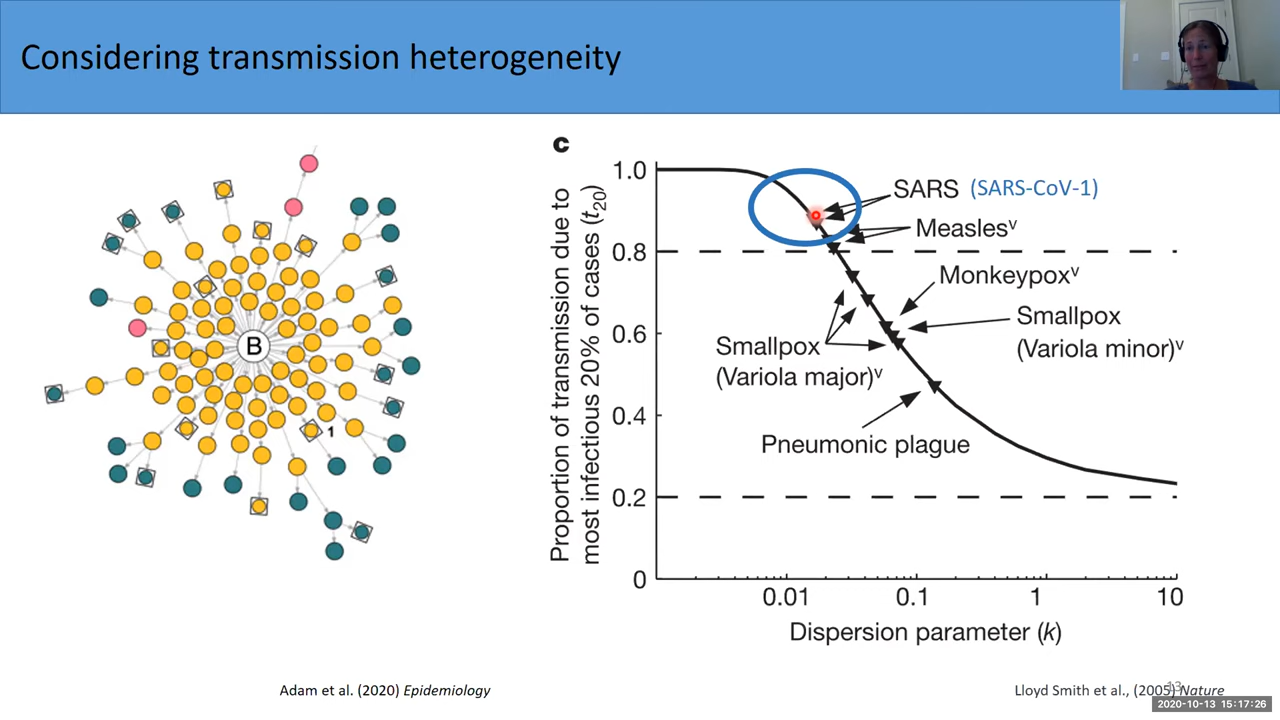 Considering transmission heterogeneity
B
1
c
Proportion of transmission due to
most infectious 20% of cases (t20)
1.0
0.8
0.6
0.4
0.2
0
SARS (SARS-CoV-1)
Measlesv
Monkeypoxv
Smallpox
(Variola minor)v
Smallpox
(Variola major)v
Pneumonic plague
0.01
0.1
1
10
Dispersion parameter (k)
Adam et al. (2020) Epidemiology
Lloyd Smith et al., (2005) Nature
13
2020-10-13 15:17:26